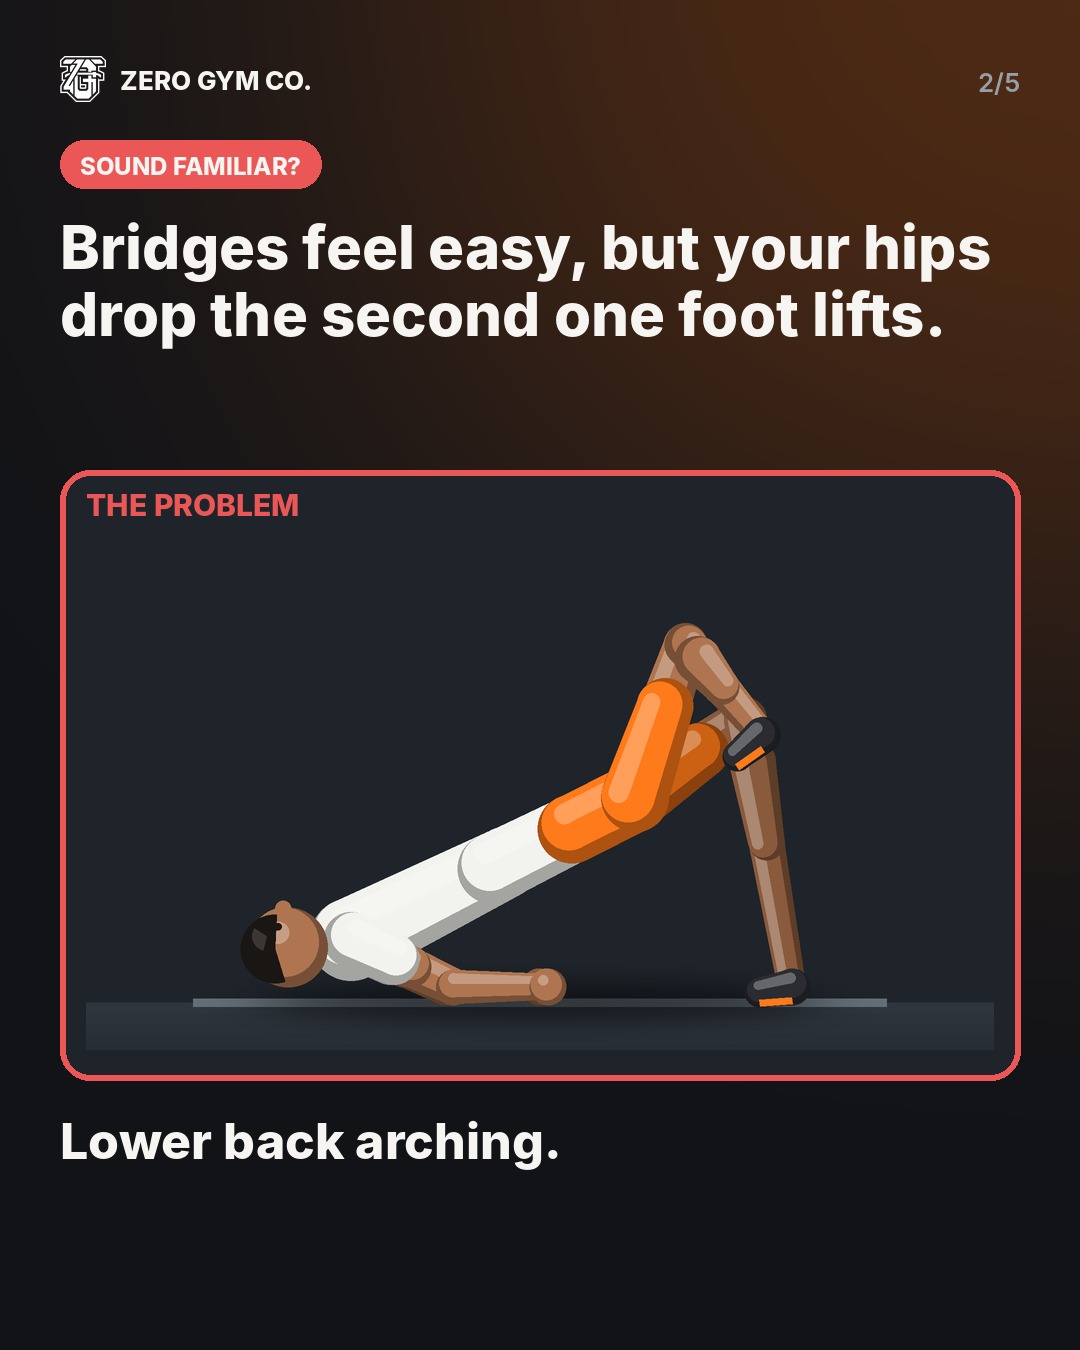 ZERO GYM CO.
2/5
SOUND FAMILIAR?
Bridges feel easy, but your hips
drop the second one foot lifts.
THE PROBLEM
Lower back arching.